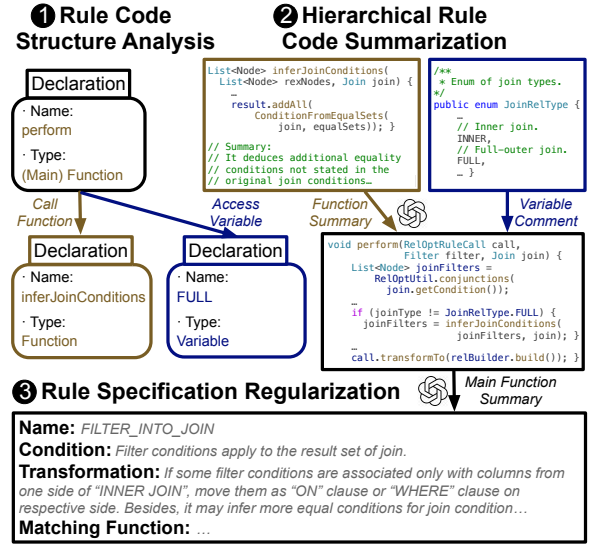 ❶ Rule Code
Structure Analysis
Declaration
· Name:
perform
· Type:
(Main) Function
Call
Function
Access
Variable
Declaration
· Name:
inferJoinConditions
· Type:
Function
Declaration
· Name:
FULL
· Type:
Variable
❷ Hierarchical Rule
Code Summarization
List<Node> inferJoinConditions(
List<Node> rexNodes, Join join) {
…
result.addAll(
ConditionFromEqualSets(
join, equalSets)); }
// Summary:
// It deduces additional equality
// conditions not stated in the
// original join conditions…
/**
* Enum of join types.
*/
public enum JoinRelType {
…
// Inner join.
INNER,
// Full-outer join.
FULL,
… }
Function
Summary
Variable
Comment
void perform(RelOptRuleCall call,
Filter filter, Join join) {
List<Node> joinFilters =
RelOptUtil.conjunctions(
join.getCondition());
…
if (joinType != JoinRelType.FULL) {
joinFilters = inferJoinConditions(
joinFilters, join); }
…
call.transformTo(relBuilder.build()); }
Main Function
Summary
❸ Rule Specification Regularization
Name: FILTER_INTO_JOIN
Condition: Filter conditions apply to the result set of join.
Transformation: If some filter conditions are associated only with columns from
one side of “INNER JOIN”, move them as “ON” clause or “WHERE” clause on
respective side. Besides, it may infer more equal conditions for join condition…
Matching Function: …